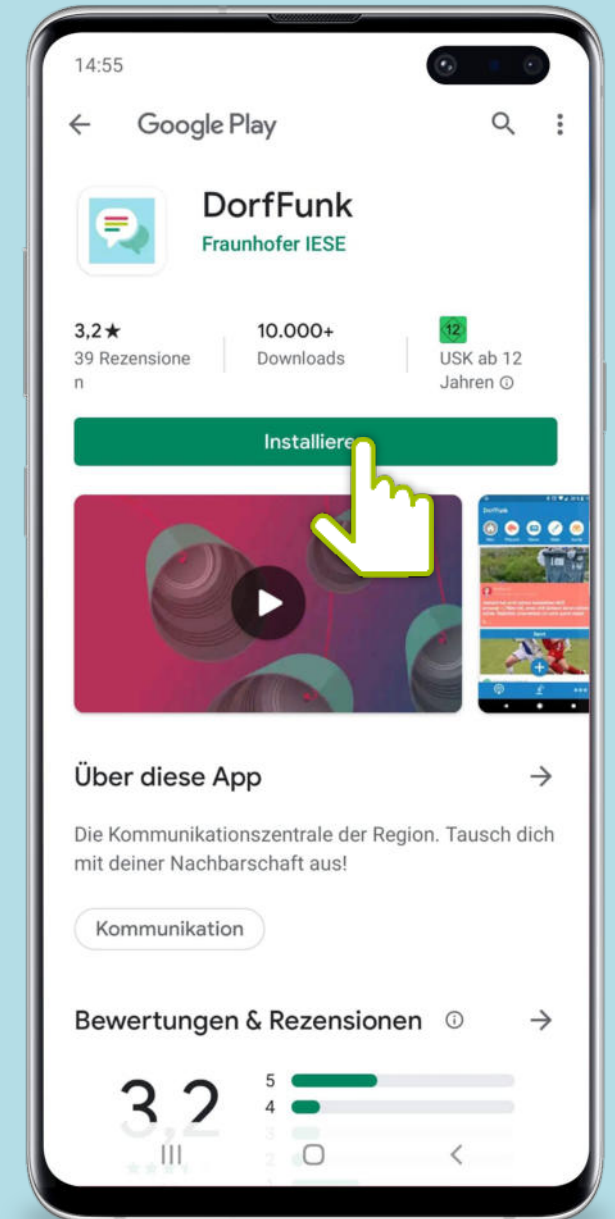 14:55
Google Play
DorfFunk
Fraunhofer IESE
3,2★
39 Rezensione
n
10.000+
Downloads
12
USK ab 12
Jahren
Installiere
Über diese App
Die Kommunikationszentrale der Region. Tausch dich
mit deiner Nachbarschaft aus!
Kommunikation
Bewertungen & Rezensionen
3,2
5
4
3
2